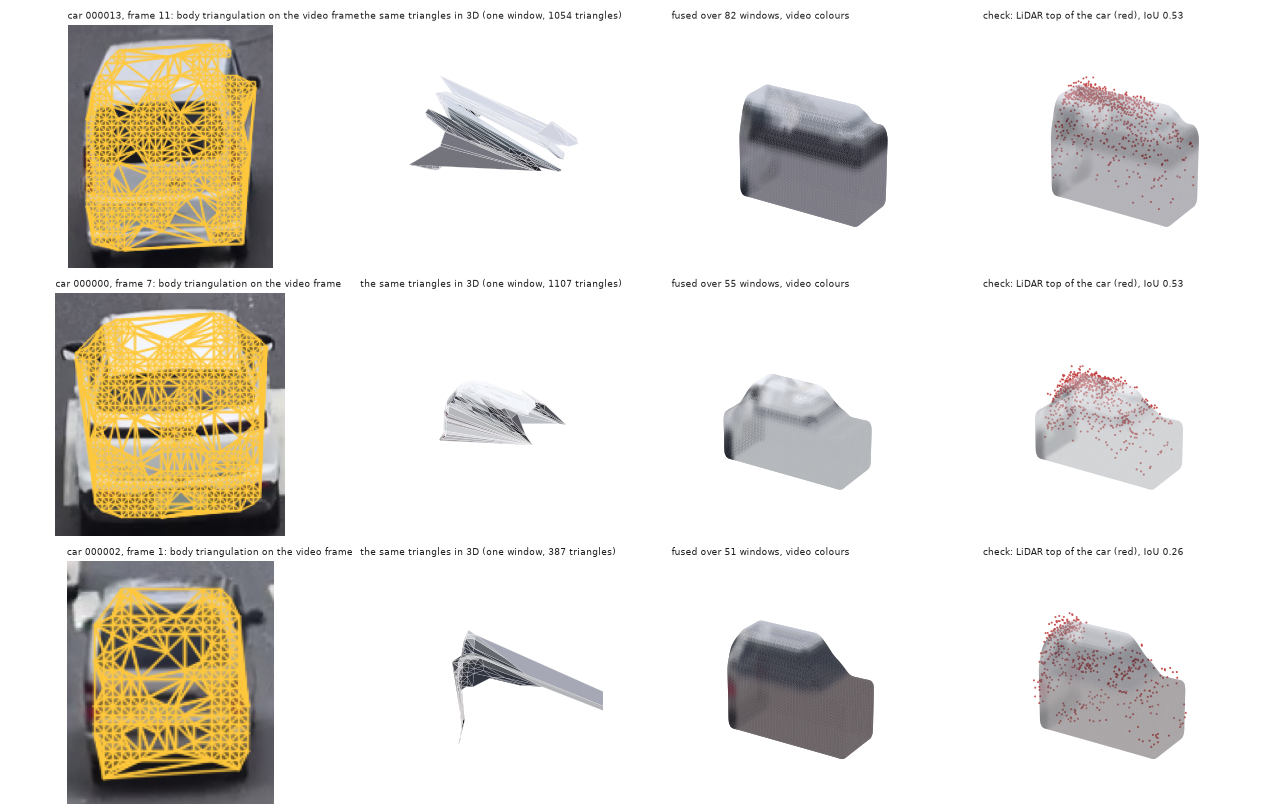 car 000013, frame 11: body triangulation on the video frame
the same triangles in 3D (one window, 1054 triangles)
fused over 82 windows, video colours
check: LiDAR top of the car (red), IoU 0.53
car 000000, frame 7: body triangulation on the video frame
the same triangles in 3D (one window, 1107 triangles)
fused over 55 windows, video colours
check: LiDAR top of the car (red), IoU 0.53
car 000002, frame 1: body triangulation on the video frame
the same triangles in 3D (one window, 387 triangles)
fused over 51 windows, video colours
check: LiDAR top of the car (red), IoU 0.26